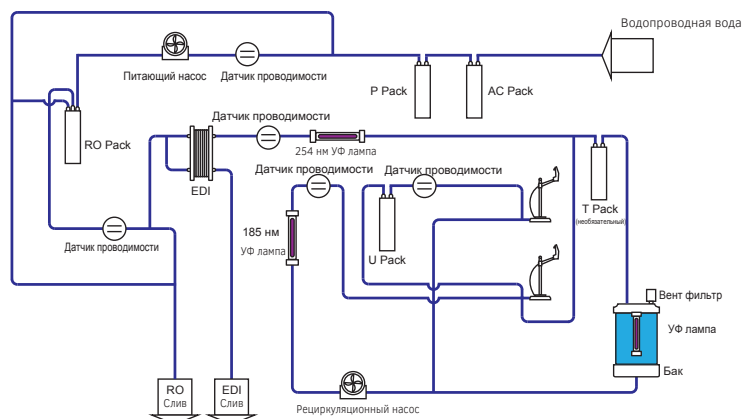 Водопроводная вода
Питающий насос
Датчик проводимости
P Pack
AC Pack
RO Pack
Датчик проводимости
254 нм УФ лампа
EDI
Датчик проводимости
Датчик проводимости
T Pack
(необязательный)
185 нм
УФ лампа
U Pack
Датчик проводимости
Вент фильтр
УФ лампа
Бак
RO
Слив
EDI
Слив
Рециркуляционный насос